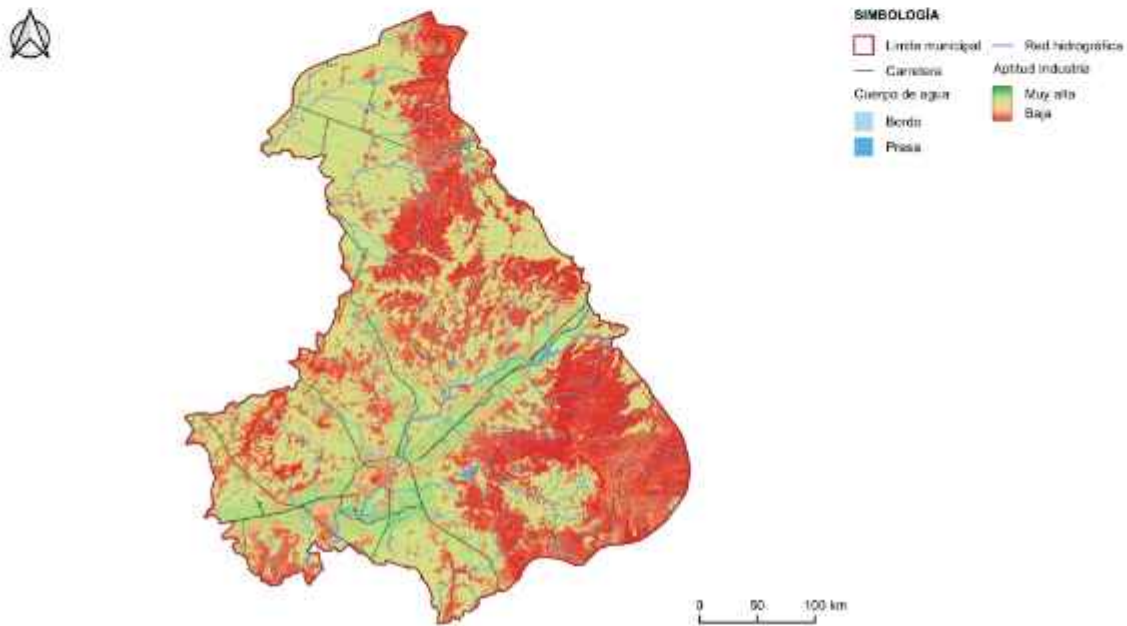 SIMBOLOGÍA
Límite municipal
Red hidrográfica
Carretera
Aptitud Industria
Cuerpo de agua
Muy alta
Baja
Bordo
Presa
0 50 100 km